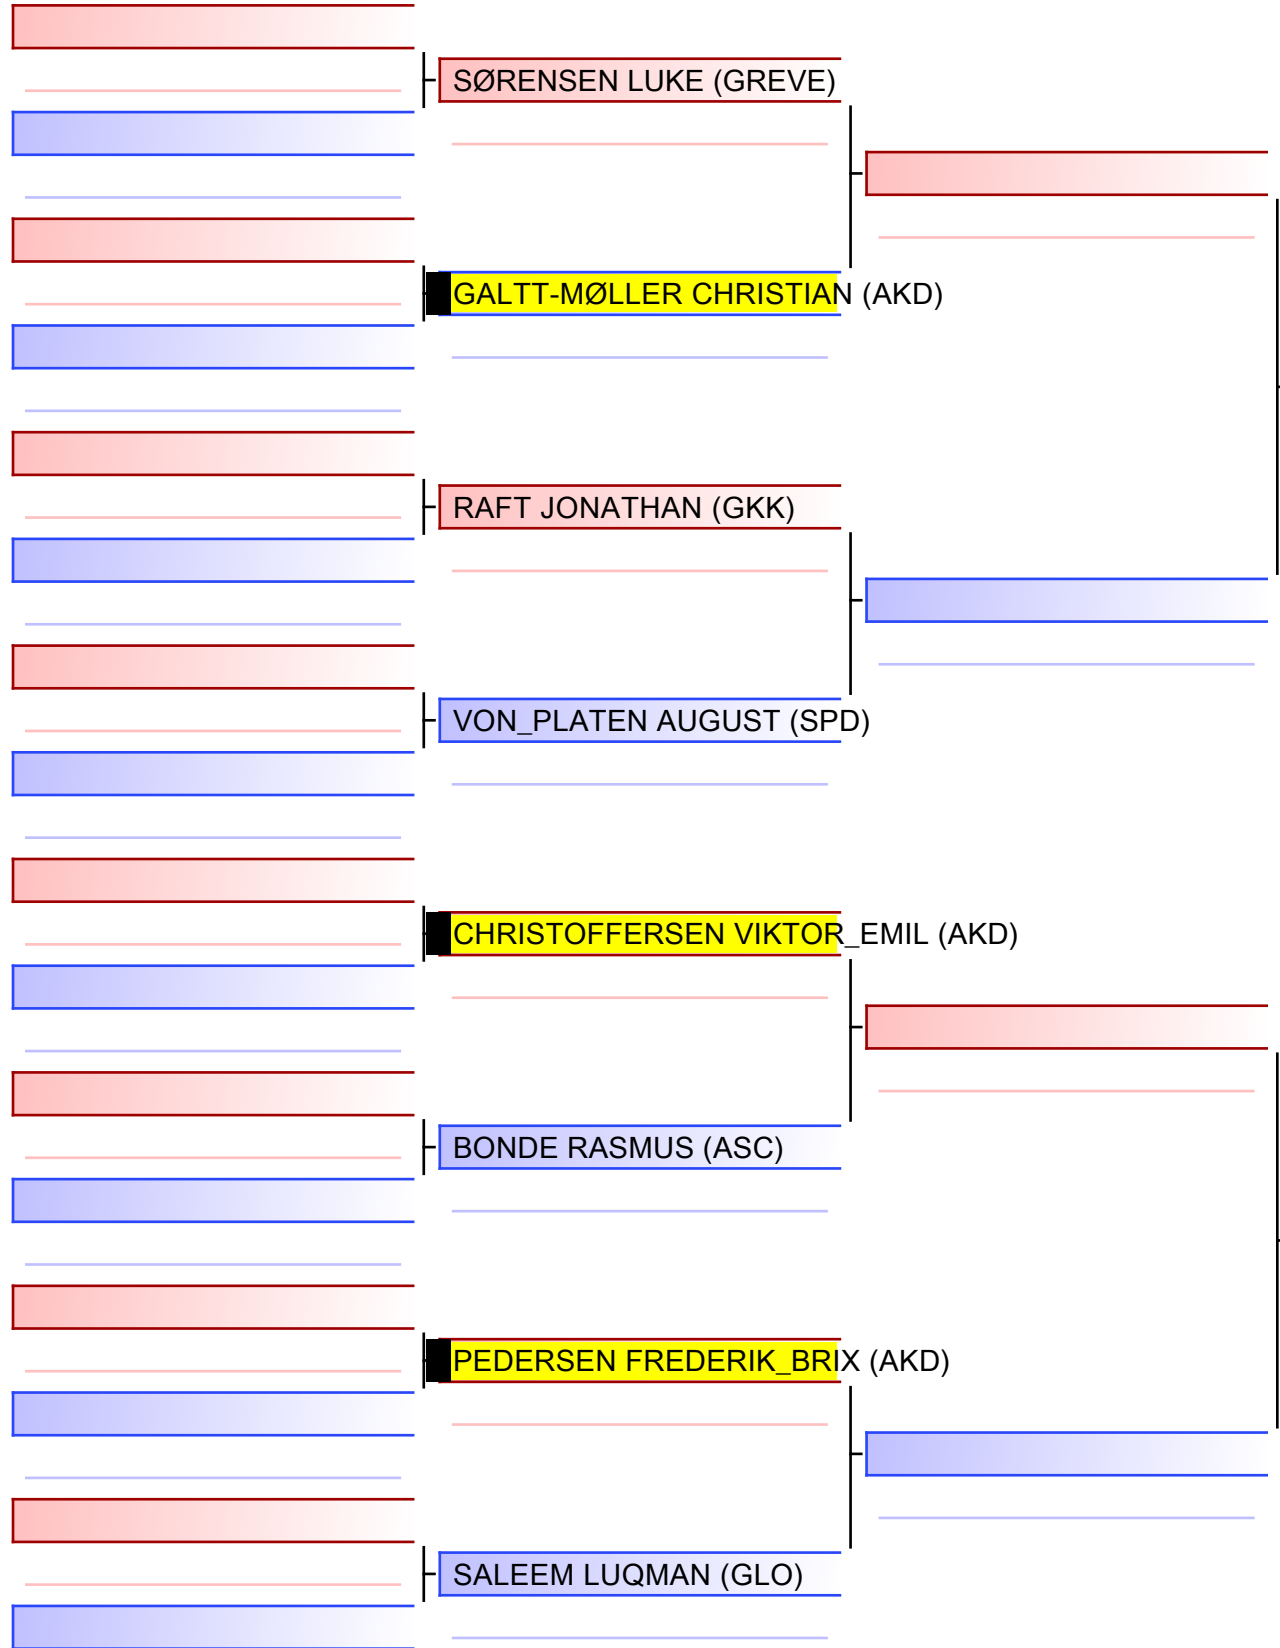 SØRENSEN LUKE (GREVE)
GALTT-MØLLER CHRISTIAN (AKD)
RAFT JONATHAN (GKK)
VON_PLATEN AUGUST (SPD)
CHRISTOFFERSEN VIKTOR_EMIL (AKD)
BONDE RASMUS (ASC)
PEDERSEN FREDERIK_BRIX (AKD)
SALEEM LUQMAN (GLO)